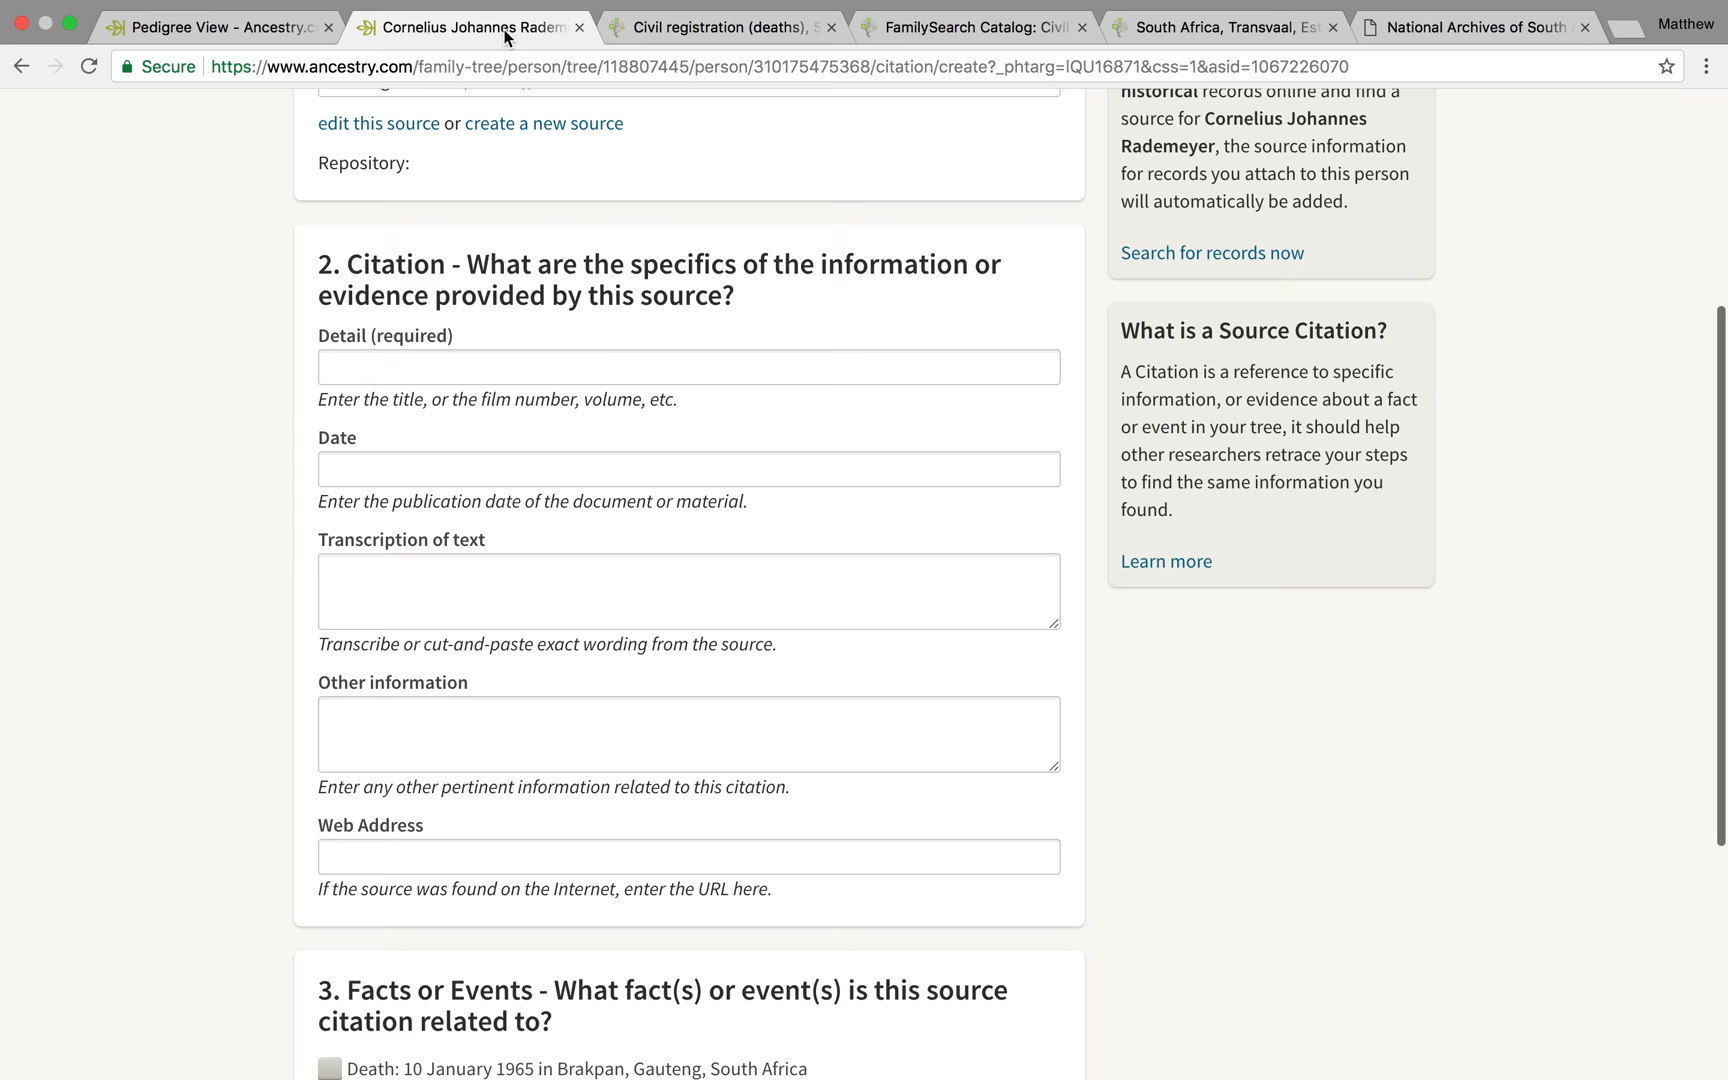 Pedigree View - Ancestry.c
Cornelius Johannes Radem
Civil registration (deaths), S
FamilySearch Catalog: Civil
South Africa, Transvaal, Est
National Archives of South A
Matthew
Secure
https://www.ancestry.com/family-tree/person/tree/118807445/person/310175475368/citation/create?_phtarg=lQU16871&css=1&asid=1067226070
edit this source or create a new source
Repository:
2. Citation - What are the specifics of the information or
evidence provided by this source?
Detail (required)
Enter the title, or the film number, volume, etc.
Date
Enter the publication date of the document or material.
Transcription of text
Transcribe or cut-and-paste exact wording from the source.
Other information
Enter any other pertinent information related to this citation.
Web Address
If the source was found on the Internet, enter the URL here.
3. Facts or Events - What fact(s) or event(s) is this source
citation related to?
Death: 10 January 1965 in Brakpan, Gauteng, South Africa
historical records online and find a
source for Cornelius Johannes
Rademeyer, the source information
for records you attach to this person
will automatically be added.
Search for records now
What is a Source Citation?
A Citation is a reference to specific
information, or evidence about a fact
or event in your tree, it should help
other researchers retrace your steps
to find the same information you
found.
Learn more